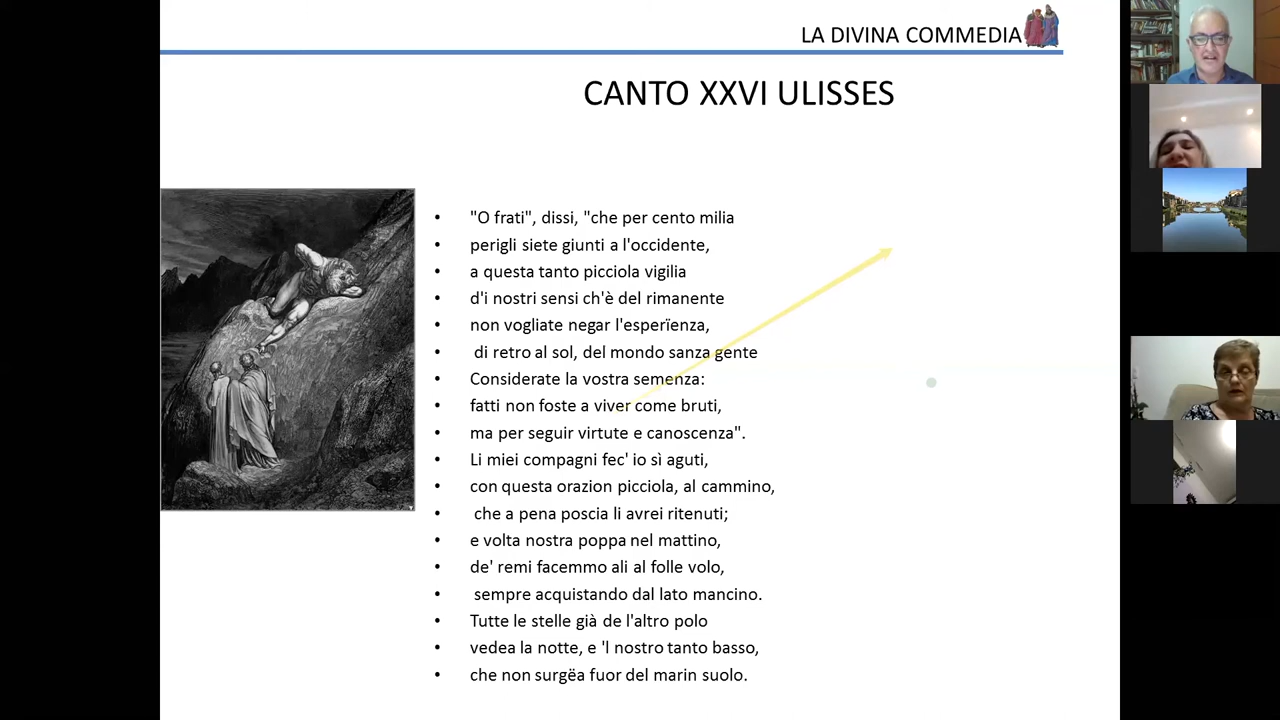 LA DIVINA COMMEDIA
CANTO XXVI ULISSES
• "O frati", dissi, "che per cento milia
• perigli siete giunti a l'occidente,
• a questa tanto picciola vigilia
• d'i nostri sensi ch'è del rimanente
• non vogliate negar l'esperïenza,
• di retro al sol, del mondo sanza gente
• Considerate la vostra semenza:
• fatti non foste a viver come bruti,
• ma per seguir virtute e canoscenza".
• Li miei compagni fec' io sì aguti,
• con questa orazion picciola, al cammino,
• che a pena poscia li avrei ritenuti;
• e volta nostra poppa nel mattino,
• de' remi facemmo ali al folle volo,
• sempre acquistando dal lato mancino.
• Tutte le stelle già de l'altro polo
• vedea la notte, e 'l nostro tanto basso,
• che non surgëa fuor del marin suolo.